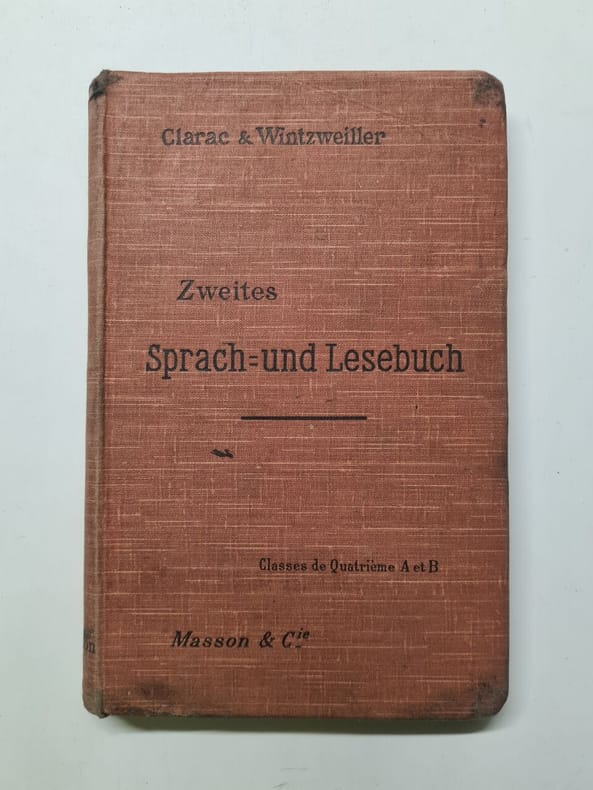 Clarac & Wintzweiller
Zweites
Sprach=und Lesebuch
Classes de Quatrième A et B
Masson & Cie